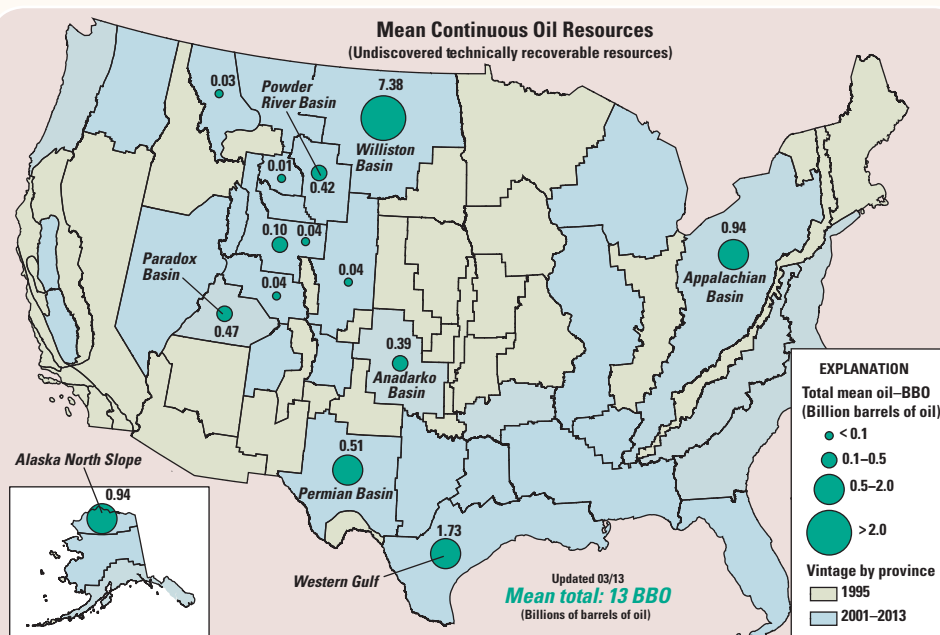 Mean Continuous Oil Resources
(Undiscovered technically recoverable resources)
0.03
Powder
River Basin
7.38
Williston
Basin
0.01
0.42
0.94
Appalachian
Basin
0.10
0.04
Paradox
Basin
0.04
0.04
0.47
0.39
Anadarko
Basin
0.51
Permian Basin
Alaska North Slope
0.94
1.73
Western Gulf
Updated 03/13
Mean total: 13 BBO
(Billions of barrels of oil)
EXPLANATION
Total mean oil–BBO
(Billion barrels of oil)
< 0.1
0.1–0.5
0.5–2.0
>2.0
Vintage by province
1995
2001–2013